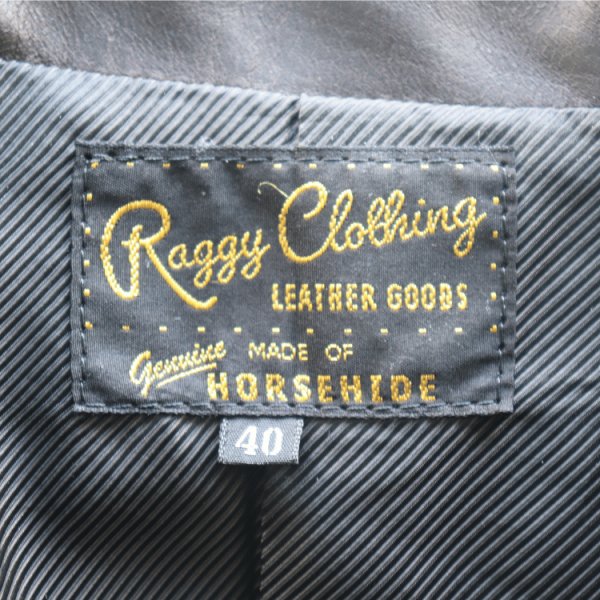 Raggy Clothing
LEATHER GOODS
Genuine MADE OF
HORSEHIDE
40